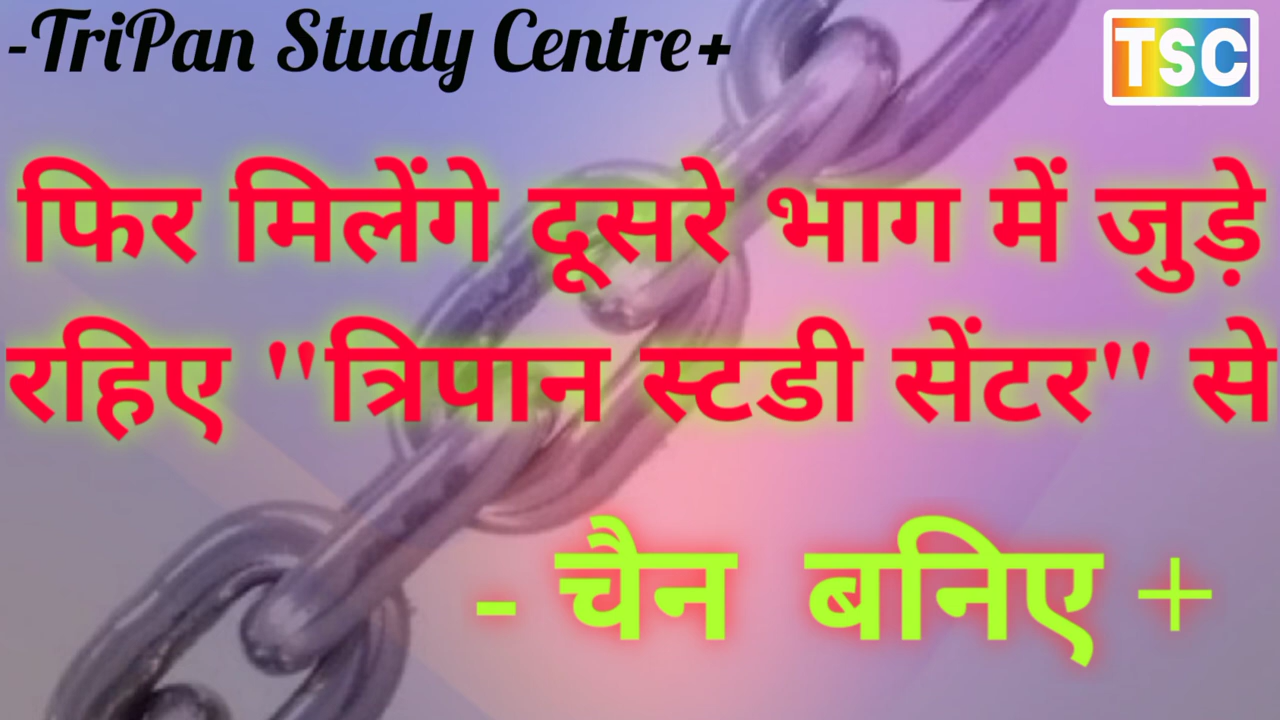 -TriPan Study Centre+
TSC
फिर मिलेंगे दूसरे भाग में जुड़े
रहिए "त्रिपान स्टडी सेंटर" से
- चैन बनिए +